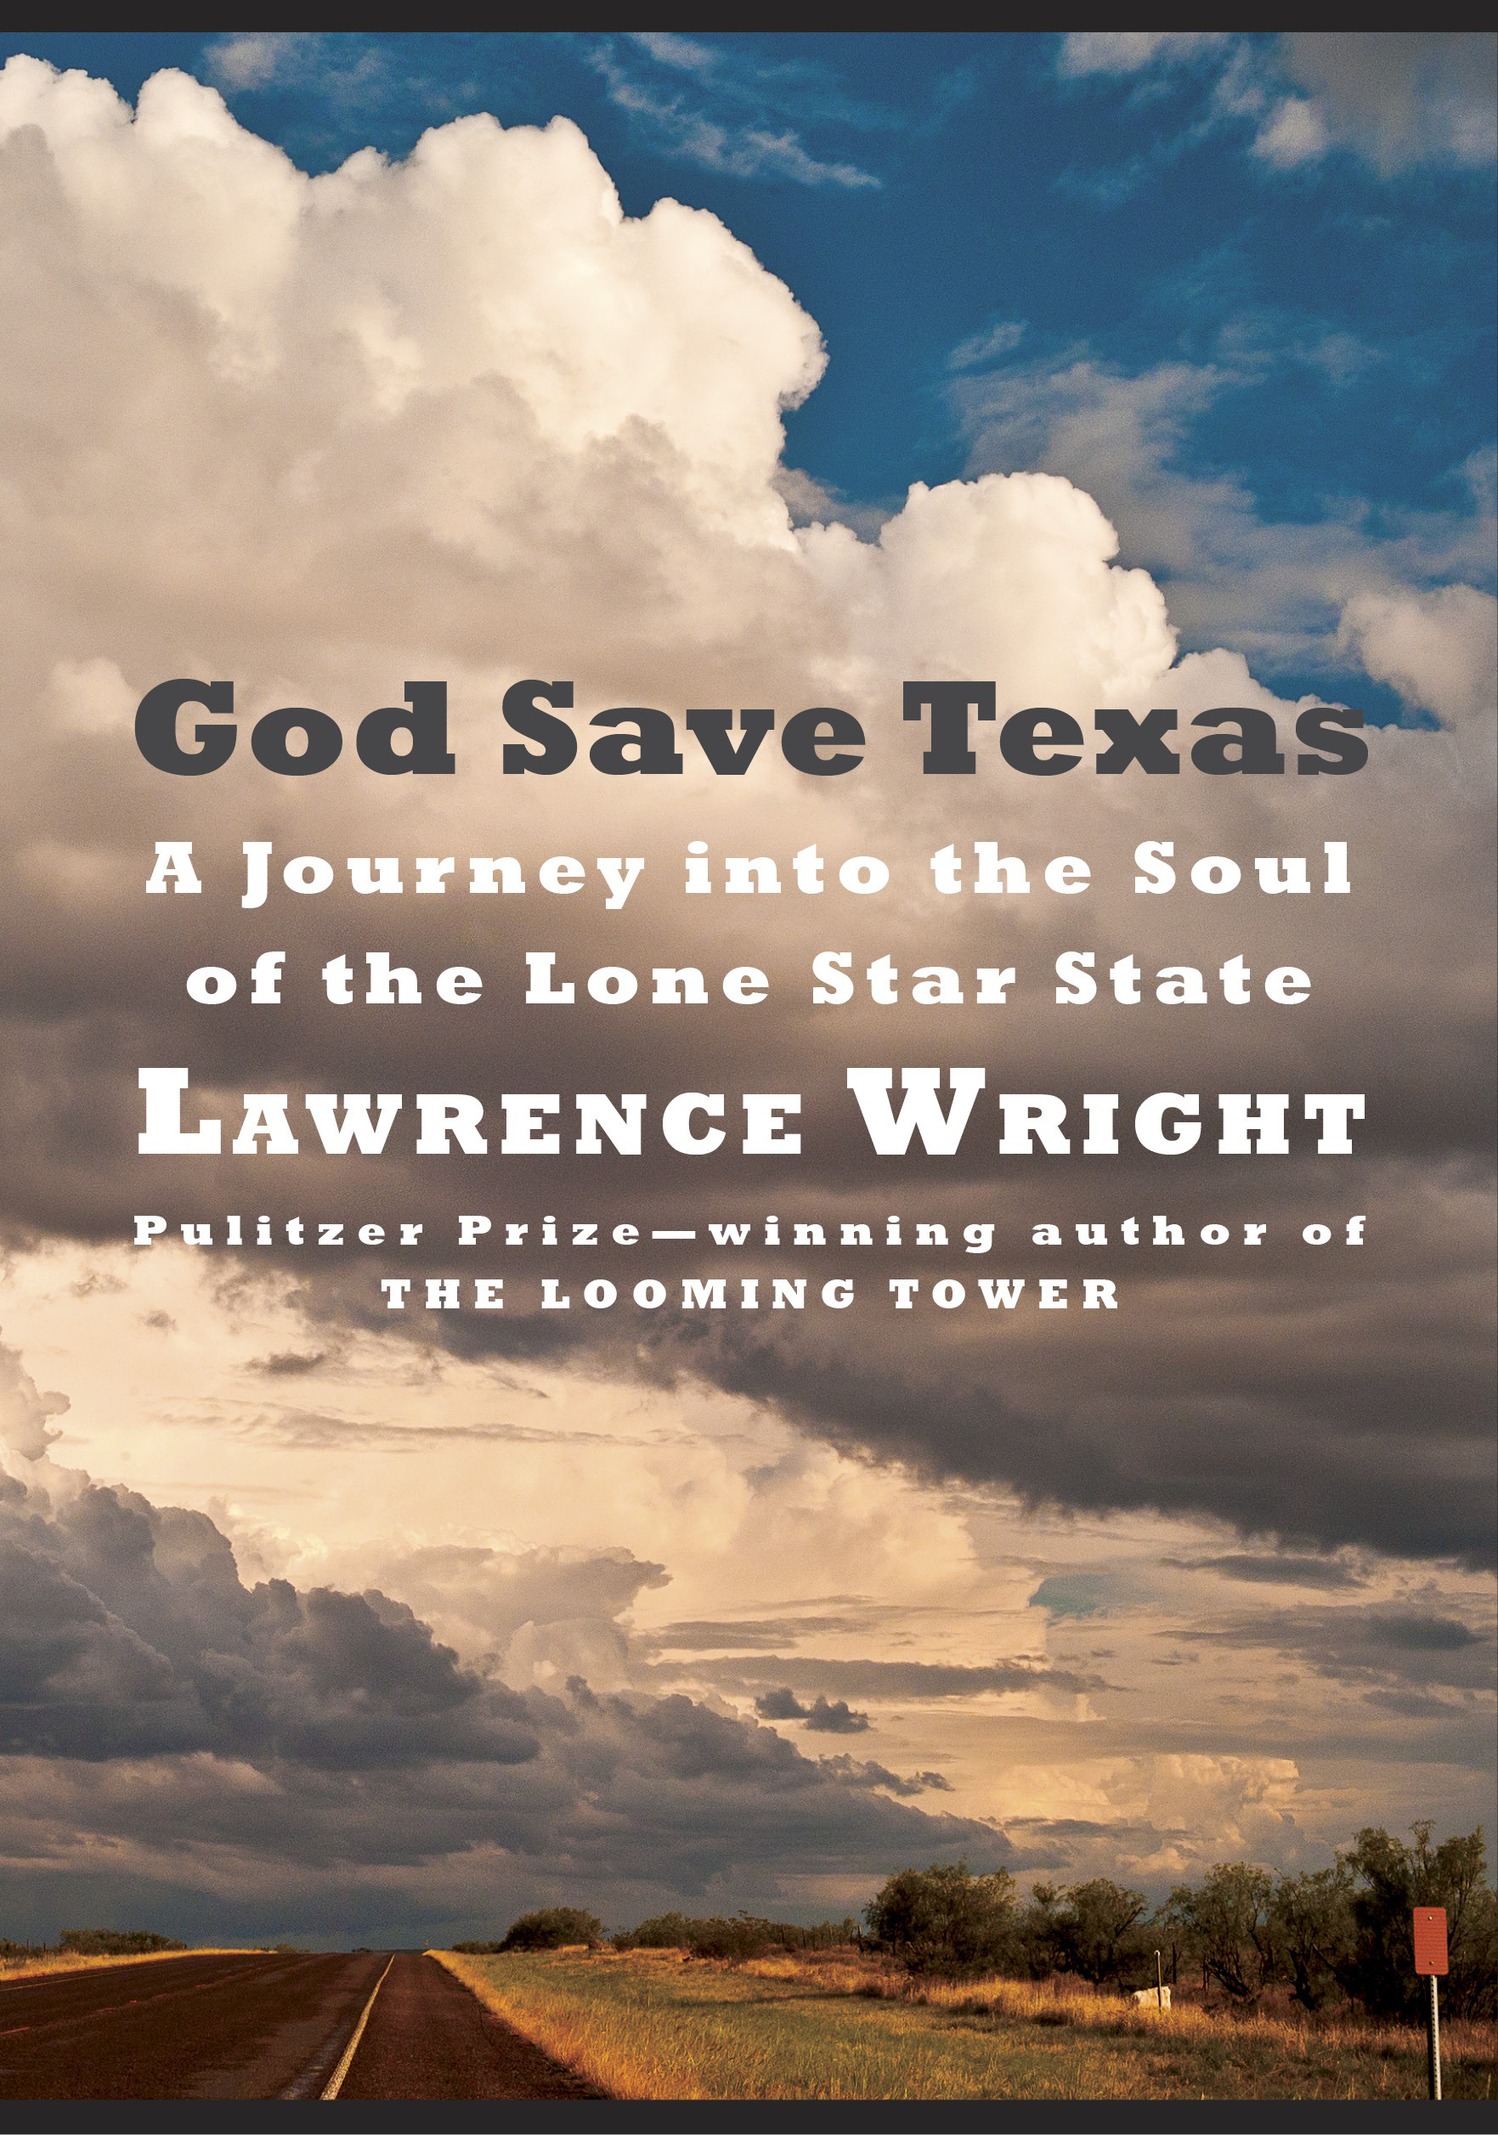 God Save Texas
A Journey into the Soul
of the Lone Star State
LAWRENCE WRIGHT
Pulitzer Prize—winning author of
THE LOOMING TOWER